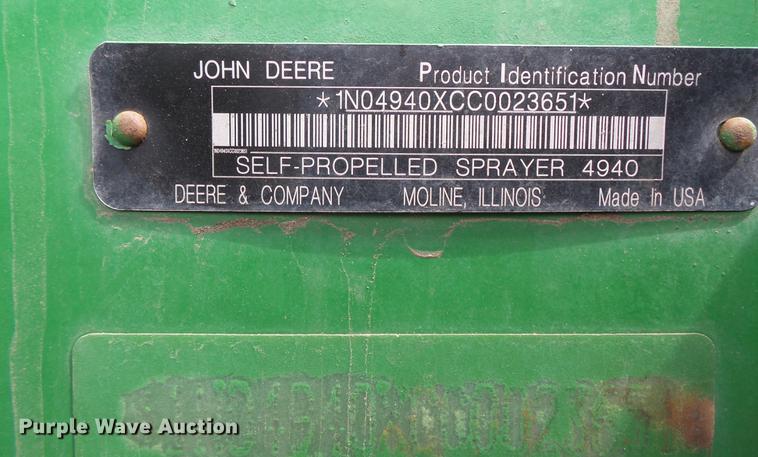 JOHN DEERE Product Identification Number
*1N04940XCC0023651*
SELF-PROPELLED SPRAYER 4940
DEERE & COMPANY MOLINE, ILLINOIS Made In USA
Purple Wave Auction